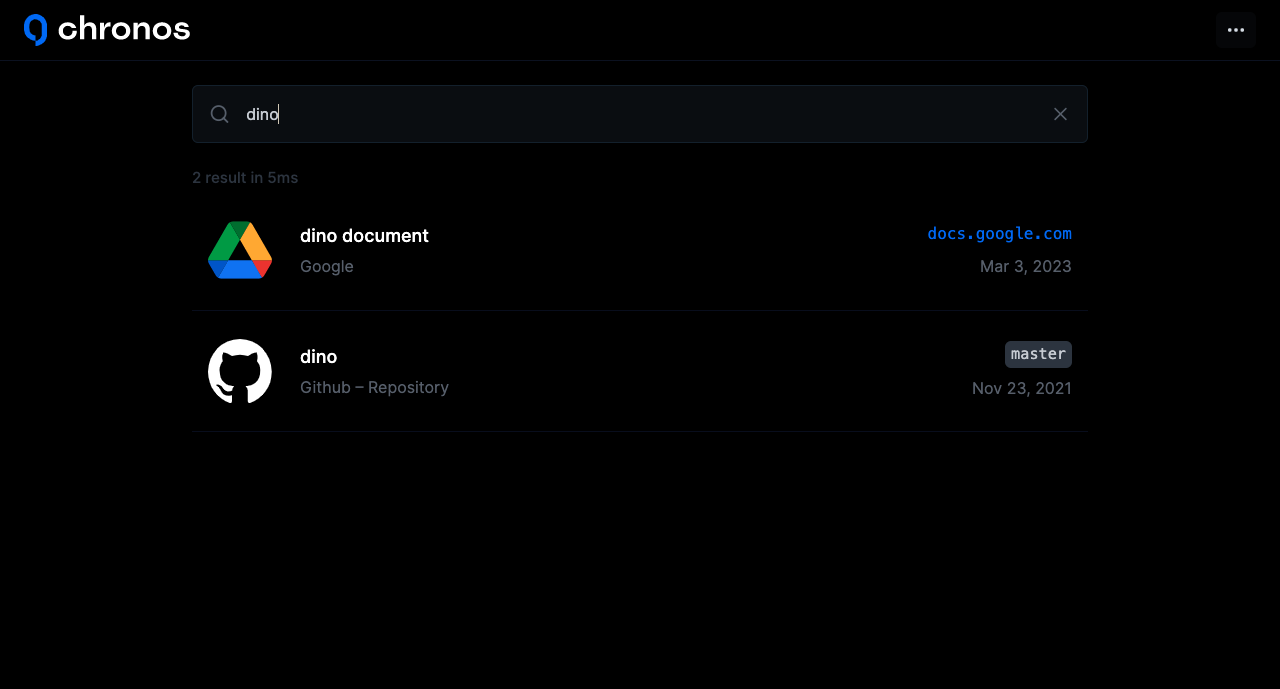 chronos
dino
2 result in 5ms
dino document
docs.google.com
Google
Mar 3, 2023
dino
master
Github – Repository
Nov 23, 2021